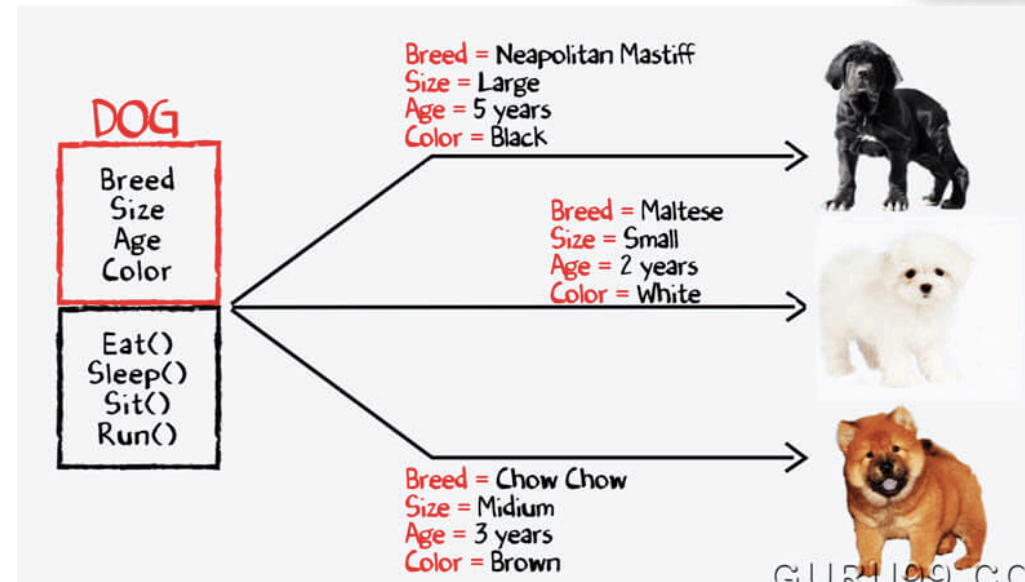 DOG
Breed
Size
Age
Color
Eat()
Sleep()
Sit()
Run()
Breed = Neapolitan Mastiff
Size = Large
Age = 5 years
Color = Black
Breed = Maltese
Size = Small
Age = 2 years
Color = White
Breed = Chow Chow
Size = Midium
Age = 3 years
Color = Brown